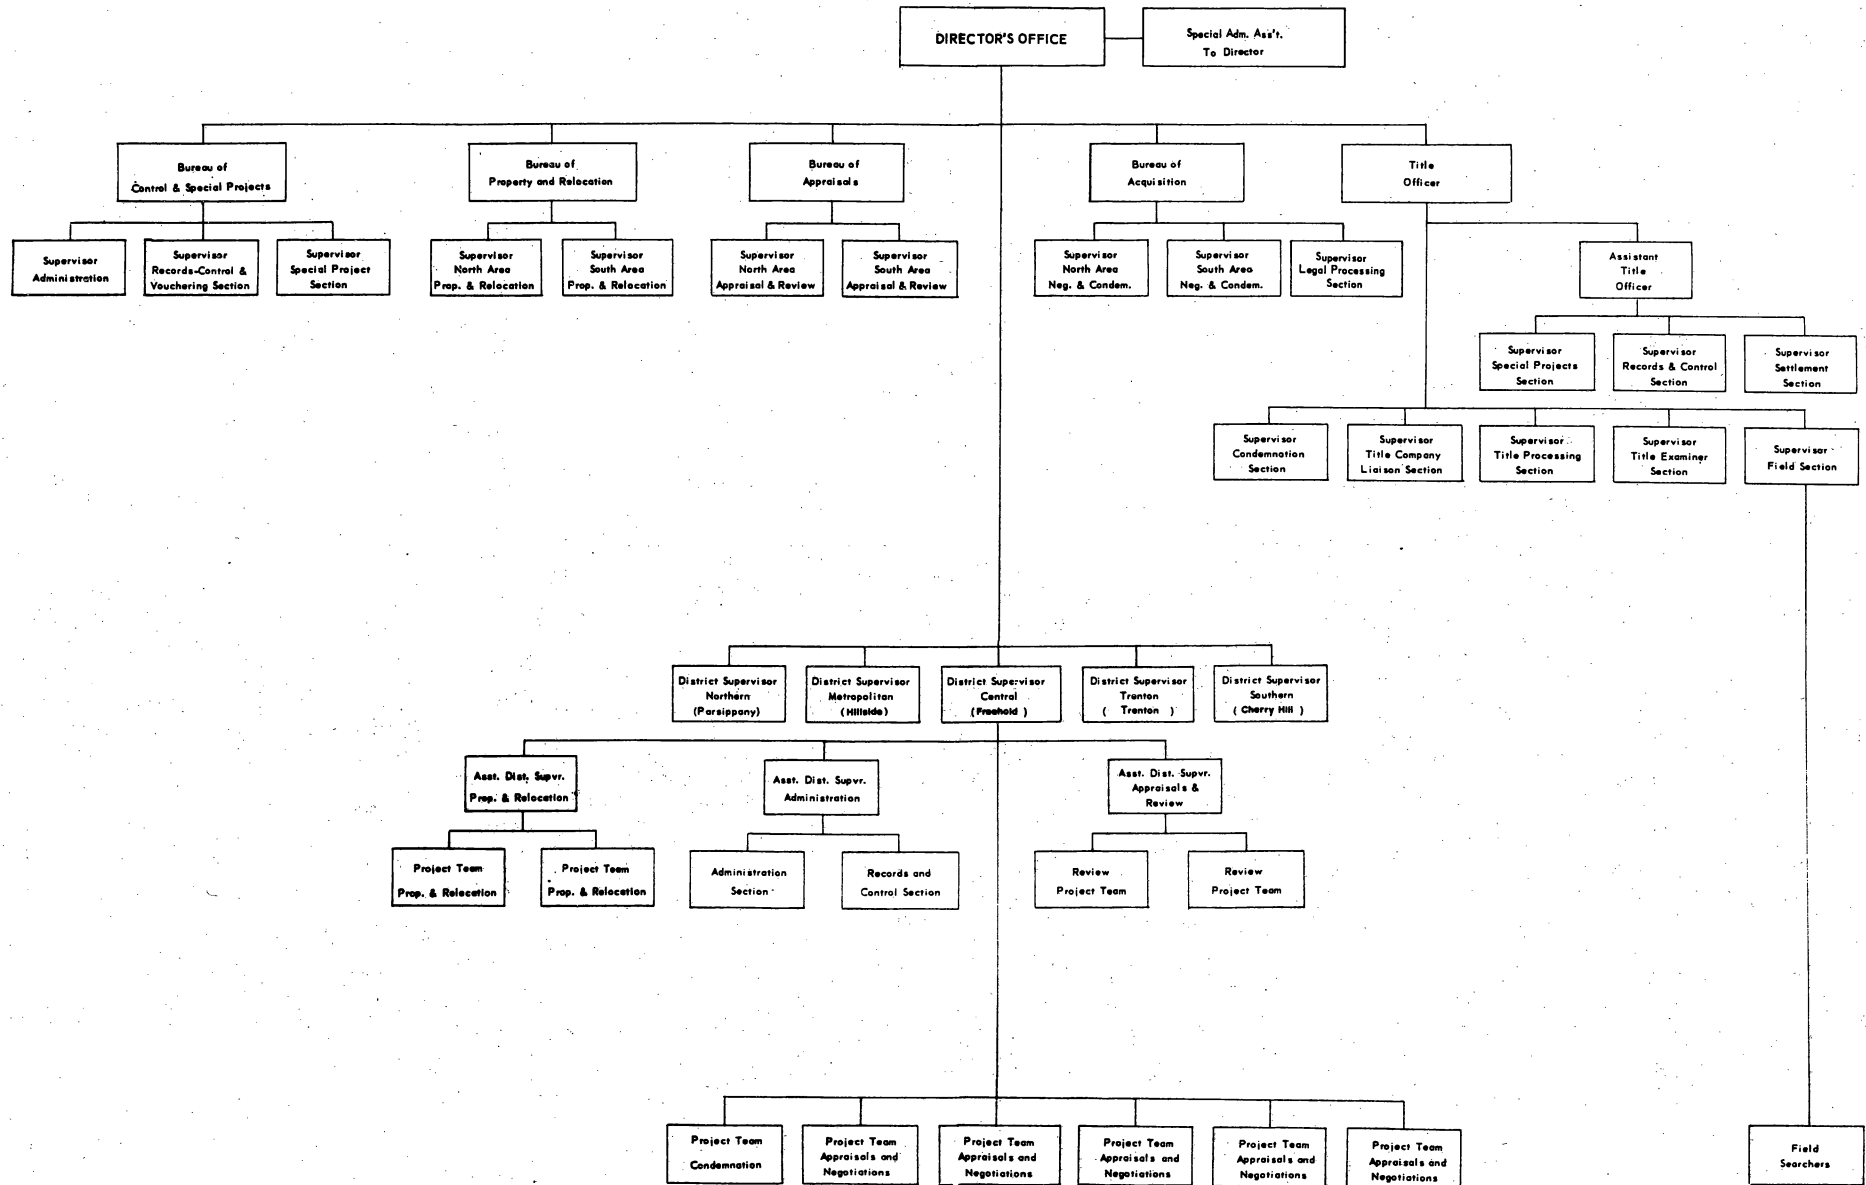 DIRECTOR'S OFFICE
Special Adm. Ass't.
To Director
Bureau of
Control & Special Projects
Bureau of
Property and Relocation
Bureau of
Appraisals
Bureau of
Acquisition
Title
Officer
Supervisor
Administration
Supervisor
Records-Control &
Vouchering Section
Supervisor
Special Project
Section
Supervisor
North Area
Prop. & Relocation
Supervisor
South Area
Prop. & Relocation
Supervisor
North Area
Appraisal & Review
Supervisor
South Area
Appraisal & Review
Supervisor
North Area
Neg. & Condem.
Supervisor
South Area
Neg. & Condem.
Supervisor
Legal Processing
Section
Assistant
Title
Officer
Supervisor
Special Projects
Section
Supervisor
Records & Control
Section
Supervisor
Settlement
Section
Supervisor
Condemnation
Section
Supervisor
Title Company
Liaison Section
Supervisor
Title Processing
Section
Supervisor
Title Examiner
Section
Supervisor
Field Section
District Supervisor
Northern
(Parsippany)
District Supervisor
Metropolitan
(Hillside)
District Supervisor
Central
(Freehold )
District Supervisor
Trenton
( Trenton )
District Supervisor
Southern
( Cherry Hill )
Asst. Dist. Supvr.
Prop. & Relocation
Asst. Dist. Supvr.
Administration
Asst. Dist. Supvr.
Appraisals &
Review
Project Team
Prop. & Relocation
Project Team
Prop. & Relocation
Administration
Section
Records and
Control Section
Review
Project Team
Review
Project Team
Project Team
Condemnation
Project Team
Appraisals and
Negotiations
Project Team
Appraisals and
Negotiations
Project Team
Appraisals and
Negotiations
Project Team
Appraisals and
Negotiations
Project Team
Appraisals and
Negotiations
Field
Searchers